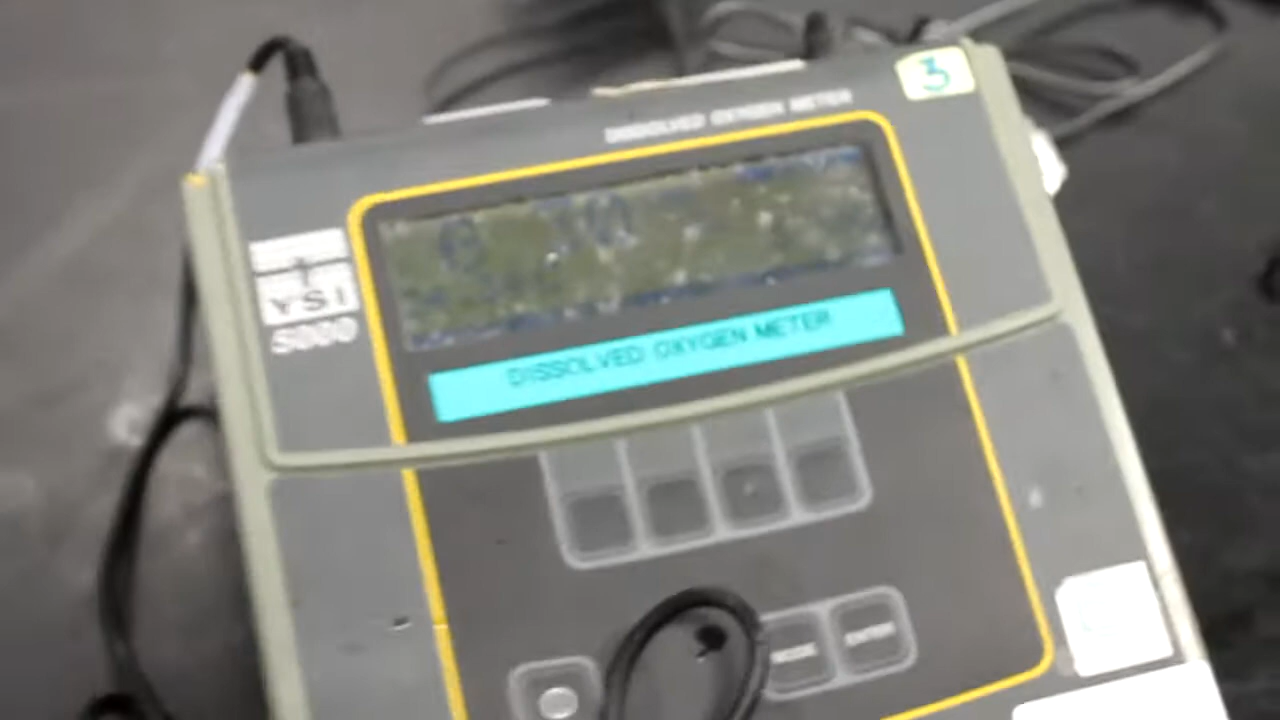 3
DISSOLVED OXYGEN METER
YSI
5000
DISSOLVED OXYGEN METER
MODE
ENTER